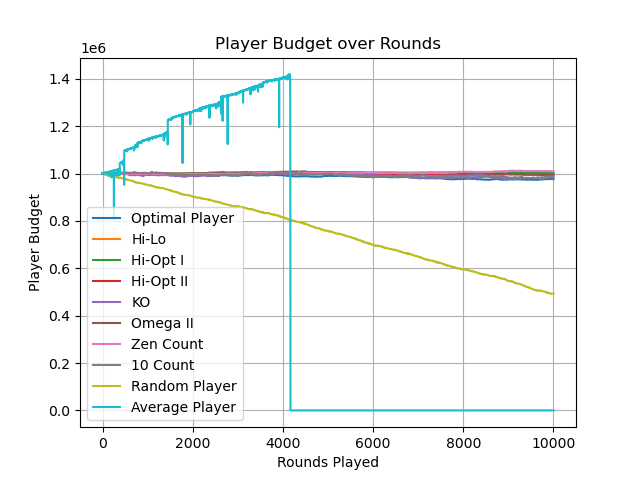 Player Budget over Rounds
1e6
1.4
1.2
1.0
0.8
0.6
0.4
0.2
0.0
Player Budget
Optimal Player
Hi-Lo
Hi-Opt I
Hi-Opt II
KO
Omega II
Zen Count
10 Count
Random Player
Average Player
0 2000 4000 6000 8000 10000
Rounds Played